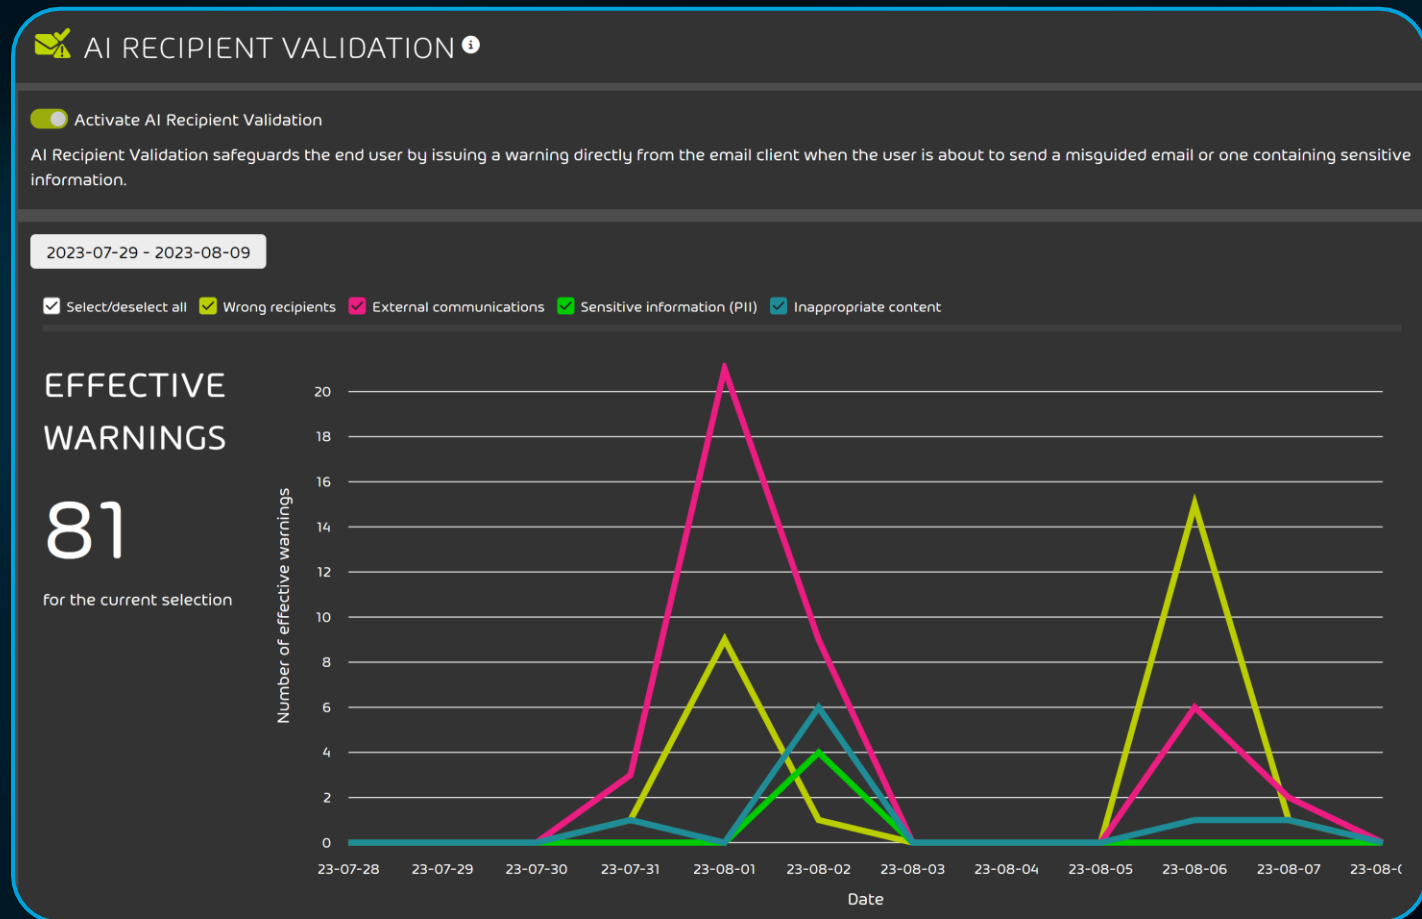 AI RECIPIENT VALIDATION
Activate AI Recipient Validation
AI Recipient Validation safeguards the end user by issuing a warning directly from the email client when the user is about to send a misguided email or one containing sensitive
information.
2023-07-29 - 2023-08-09
Select/deselect all Wrong recipients External communications Sensitive information (PII) Inappropriate content
EFFECTIVE
WARNINGS
81
for the current selection
Number of effective warnings
20
18
16
14
12
10
8
6
4
2
0
23-07-28 23-07-29 23-07-30 23-07-31 23-08-01 23-08-02 23-08-03 23-08-04 23-08-05 23-08-06 23-08-07
Date